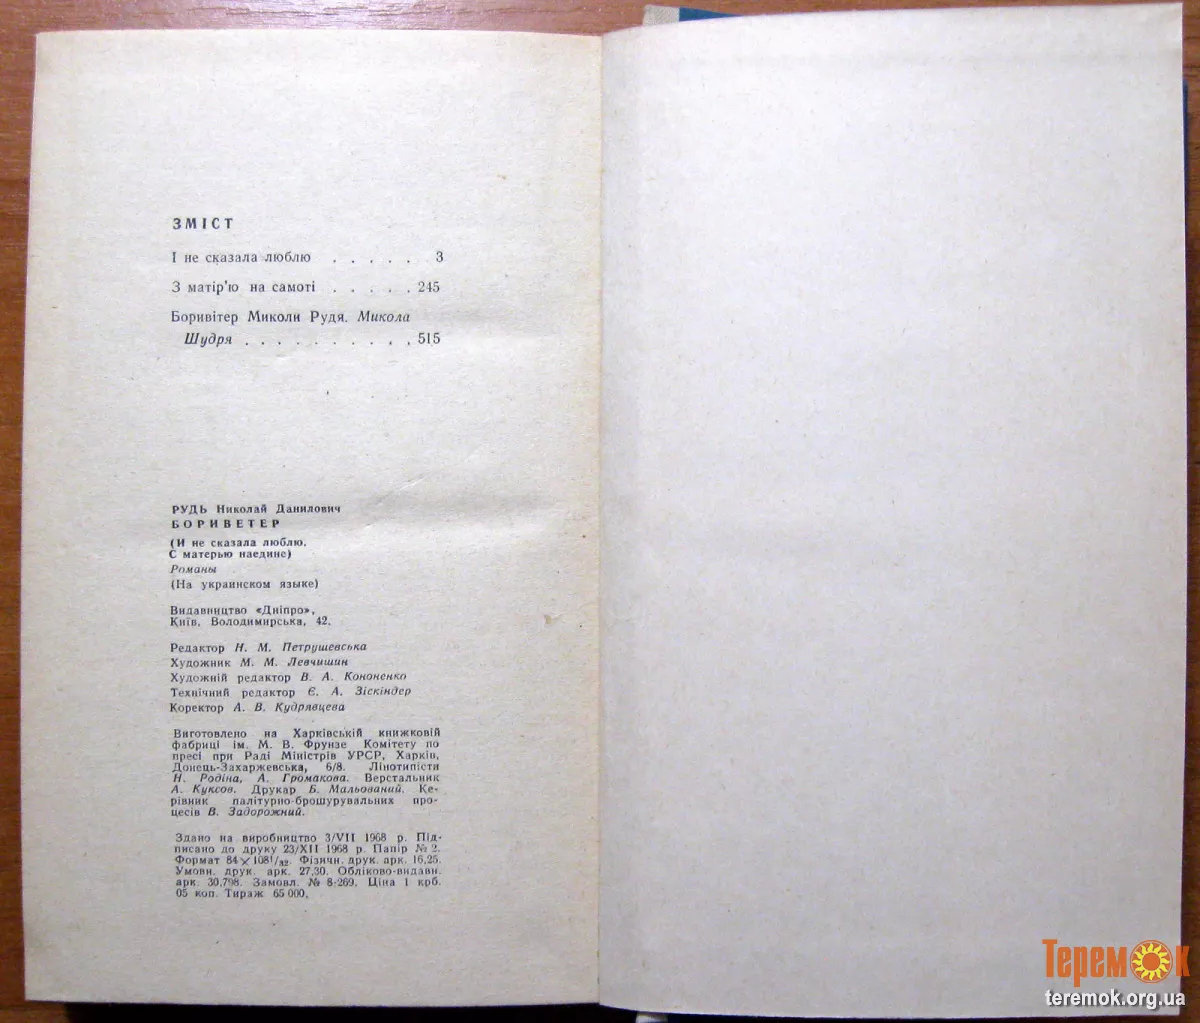 ЗМІСТ
І не сказала люблю . . . . . 3
З матір'ю на самоті . . . . . 245
Боривітер Миколи Рудя. Микола
Шудря . . . . . . . . . . 515
РУДЬ Николай Данилович
БОРИВЕТЕР
(И не сказала люблю.
С матерью наедине)
Романы
(На украинском языке)
Видавництво «Дніпро»,
Київ, Володимирська, 42.
Редактор Н. М. Петрушевська
Художник М. М. Левчишин
Художній редактор В. А. Кононенко
Технічний редактор Є. А. Зіскіндер
Коректор А. В. Кудрявцева
Виготовлено на Харківській книжковій
фабриці ім. М. В. Фрунзе Комітету по
пресі при Раді Міністрів УРСР, Харків,
Донець-Захаржевська, 6/8. Лінотипісти
Н. Родіна, А. Громакова. Верстальник
А. Куксов. Друкар Б. Мальований. Ке-
рівник палітурно-брошурувальних про-
цесів В. Задорожний.
Здано на виробництво 3/VII 1968 р. Під-
писано до друку 23/XII 1968 р. Папір № 2.
Формат 84×108¹/₃₂. Фізичн. друк. арк. 16,25.
Умовн. друк. арк. 27,30. Обліково-видавн.
арк. 30,798. Замовл. № 8-269. Ціна 1 крб.
05 коп. Тираж 65 000.
Теремок
teremok.org.ua